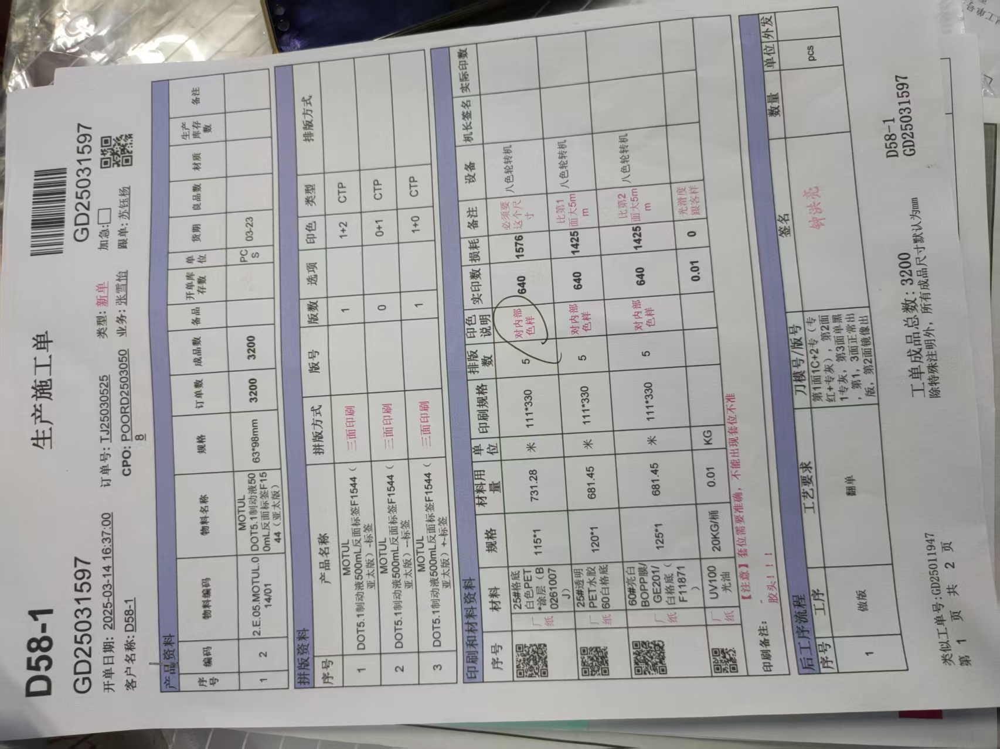 D58-1
生产施工单
GD25031597
GD25031597
开单日期: 2025-03-14 16:37:00 订单号: TJ25030525 类型: 新单 加急:□
客户名称: D58-1 CPO: POORD2503050 业务: 张雪怡 跟单: 苏钰杨
8
产品资料
序号 编码 物料编码 物料名称 规格 订单数 成品数 备品 开单库存数 单位 货期 良品数 材质 生产库存数 备注
1 2 2.E.05.MOTUL.0 MOTUL 63*98mm 3200 3200 PC 03-23
14/01 DOT5.1制动液50 S
0mL反面标签F15
44（亚太版）
拼版资料
序号 产品名称 拼版方式 版号 版数 选项 印色 类型 排版方式
1 MOTUL 三面印刷 1 1+2 CTP
DOT5.1制动液500mL反面标签F1544（
亚太版）-标签
2 MOTUL 三面印刷 0 0+1 CTP
DOT5.1制动液500mL反面标签F1544（
亚太版）--标签
3 MOTUL 三面印刷 1 1+0 CTP
DOT5.1制动液500mL反面标签F1544（
亚太版）+-标签
印刷和材料资料
序号 材料 规格 材料用量 单位 印刷规格 排版数 印色说明 实印数 损耗 备注 设备 机长签名 实际印数
厂纸 25#格底 115*1 731.28 米 111*330 5 对内部色样 640 1576 必须要这个尺寸 八色轮转机
白色PET
*涂层（B
0261007
J）
厂纸 25#透明 120*1 681.45 米 111*330 5 对内部色样 640 1425 比第1面大5mm 八色轮转机
PET水胶
60白格底
厂纸 60#亮白 125*1 681.45 米 111*330 5 对内部色样 640 1425 比第2面大5mm 八色轮转机
BOPP膜/
GE201/
白格底（
F11871
）
厂纸 UV100 20KG/桶 0.01 KG 0.01 0 光滑度跟客样
光油
印刷备注: 【注意】套位需要准确，不能出现套位不准
-
胶头！！！
后工序流程
序号 工序 工艺要求 刀模号/版号 签名 数量 单位 外发
1 做版 翻单 第1面1C+2专（专 钟洪亮 pcs
红+专灰），第2面
1专灰，第3面单黑
，第1，3面正常出
版，第2面镜像出
工单成品总数: 3200
除特殊注明外，所有成品尺寸默认为mm
D58-1
GD25031597
类似工单号:GD25011947
第 1 页 共 2 页